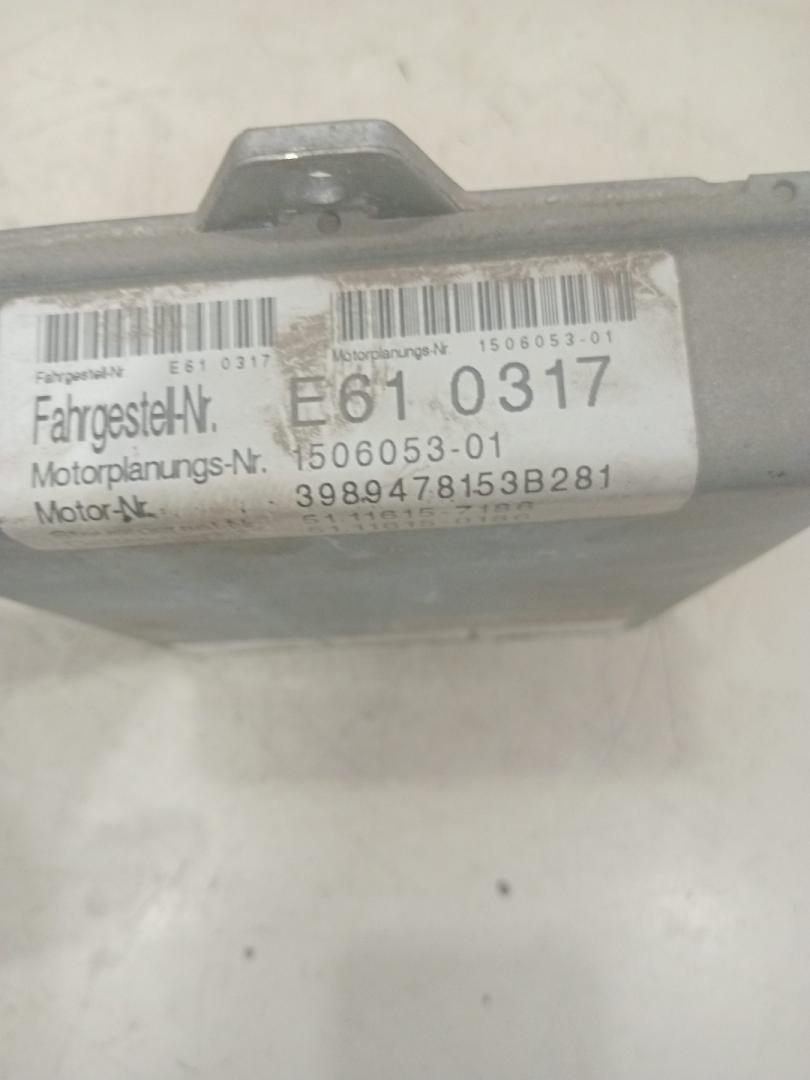 Fahrgestell-Nr. E61 0317
Motorplanungs-Nr. 1506053-01
Fahrgestell-Nr. E61 0317
Motorplanungs-Nr. 1506053-01
Motor-Nr. 3989478153B281